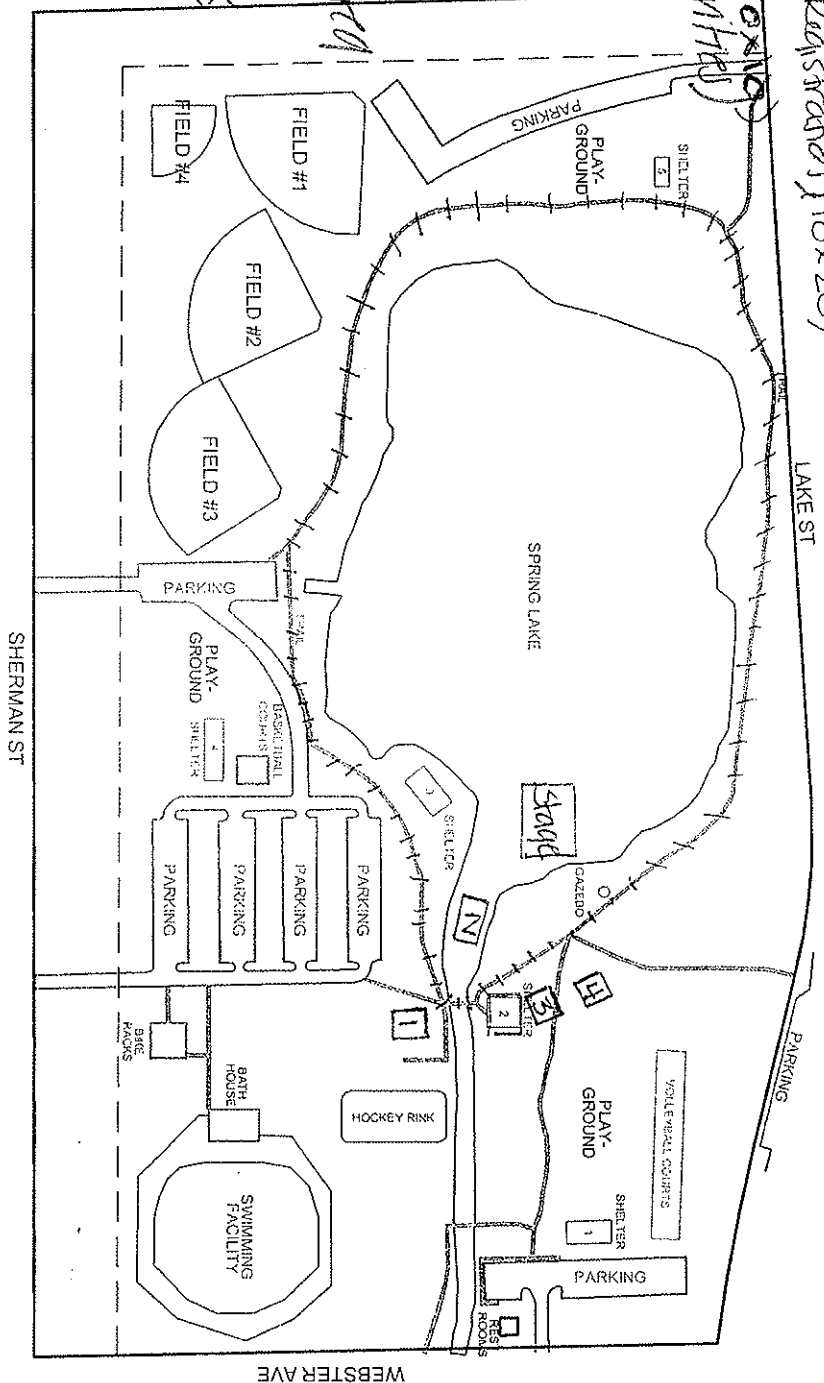 10x20)
LAKE ST
TRAIL
PARKING
PARKING
PLAY-
GROUND
SHELTER
5
SPRING LAKE
Stage
GAZEBO
4
3
SHELTER
2
2
1
VOLLEYBALL COURTS
PLAY-
GROUND
SHELTER
1
PARKING
REST
ROOMS
FIELD #4
FIELD #1
FIELD #2
FIELD #3
PARKING
TRAIL
PLAY-
GROUND
SHELTER
4
BASKETBALL
COURTS
SHELTER
PARKING
PARKING
PARKING
PARKING
HOCKEY RINK
BIKE
RACKS
BATH
HOUSE
SWIMMING
FACILITY
SHERMAN ST
WEBSTER AVE